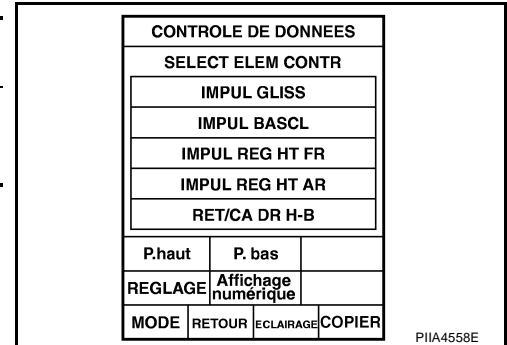 CONTROLE DE DONNEES
SELECT ELEM CONTR
IMPUL GLISS
IMPUL BASCL
IMPUL REG HT FR
IMPUL REG HT AR
RET/CA DR H-B
P.haut P. bas
REGLAGE Affichage numérique
MODE RETOUR ECLAIRAGE COPIER
PIIA4558E